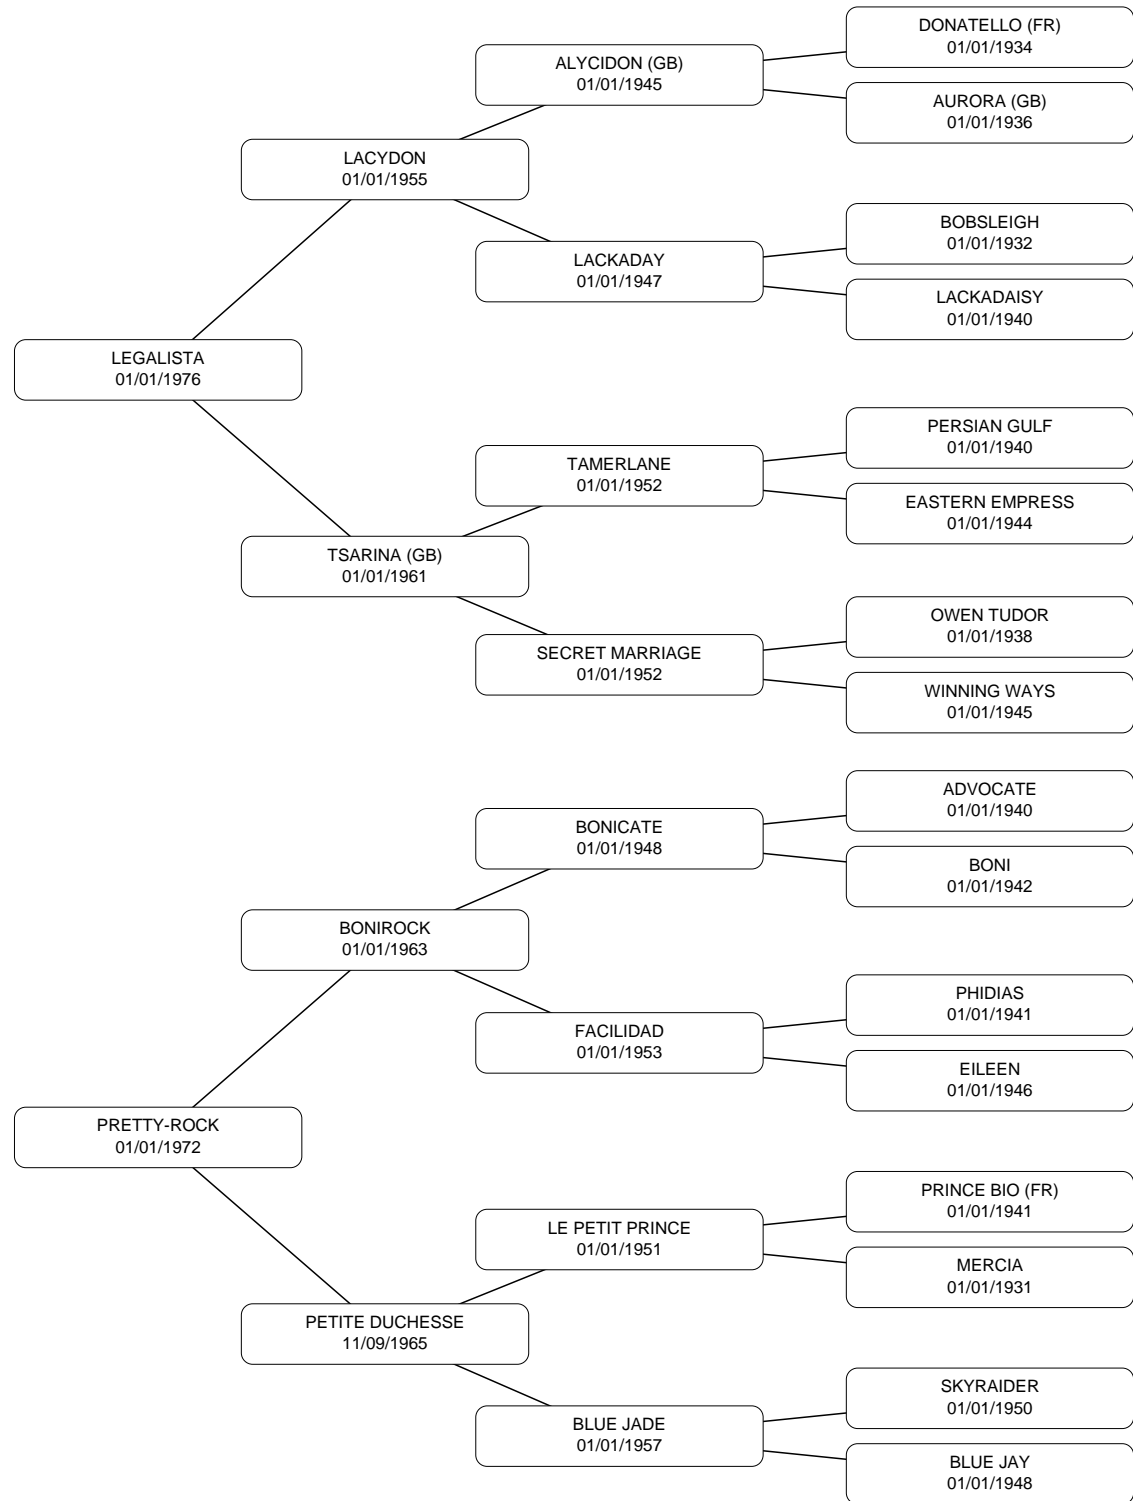 DONATELLO (FR)
01/01/1934
ALYCIDON (GB)
01/01/1945
AURORA (GB)
01/01/1936
LACYDON
01/01/1955
BOBSLEIGH
01/01/1932
LACKADAY
01/01/1947
LACKADAISY
01/01/1940
LEGALISTA
01/01/1976
PERSIAN GULF
01/01/1940
TAMERLANE
01/01/1952
EASTERN EMPRESS
01/01/1944
TSARINA (GB)
01/01/1961
OWEN TUDOR
01/01/1938
SECRET MARRIAGE
01/01/1952
WINNING WAYS
01/01/1945
ADVOCATE
01/01/1940
BONICATE
01/01/1948
BONI
01/01/1942
BONIROCK
01/01/1963
PHIDIAS
01/01/1941
FACILIDAD
01/01/1953
EILEEN
01/01/1946
PRETTY-ROCK
01/01/1972
PRINCE BIO (FR)
01/01/1941
LE PETIT PRINCE
01/01/1951
MERCIA
01/01/1931
PETITE DUCHESSE
11/09/1965
SKYRAIDER
01/01/1950
BLUE JADE
01/01/1957
BLUE JAY
01/01/1948